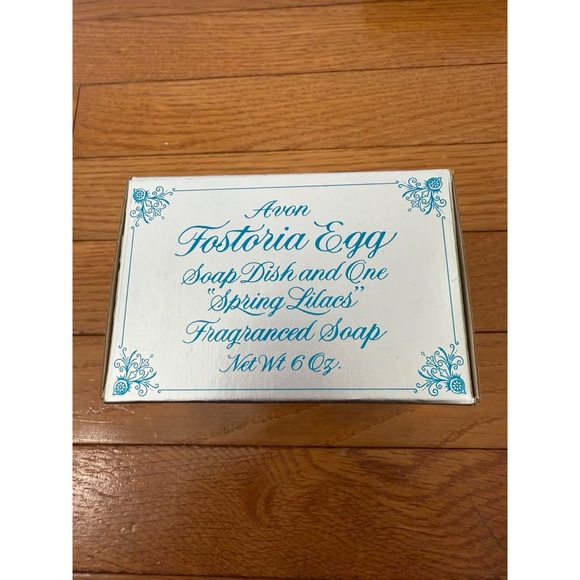 Avon
Fostoria Egg
Soap Dish and One
"Spring Lilacs"
Fragranced Soap
Net Wt 6 Oz.